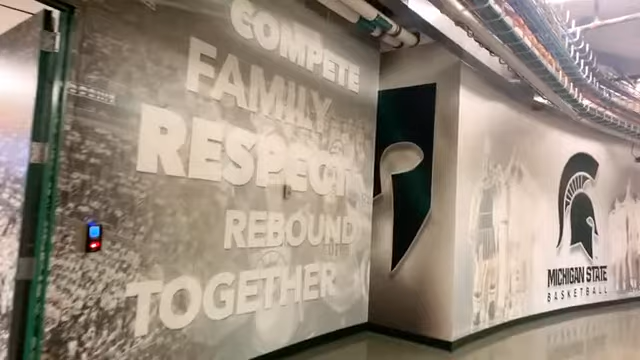 COMPETE
FAMILY
RESPECT
REBOUND
TOGETHER
MICHIGAN STATE
BASKETBALL